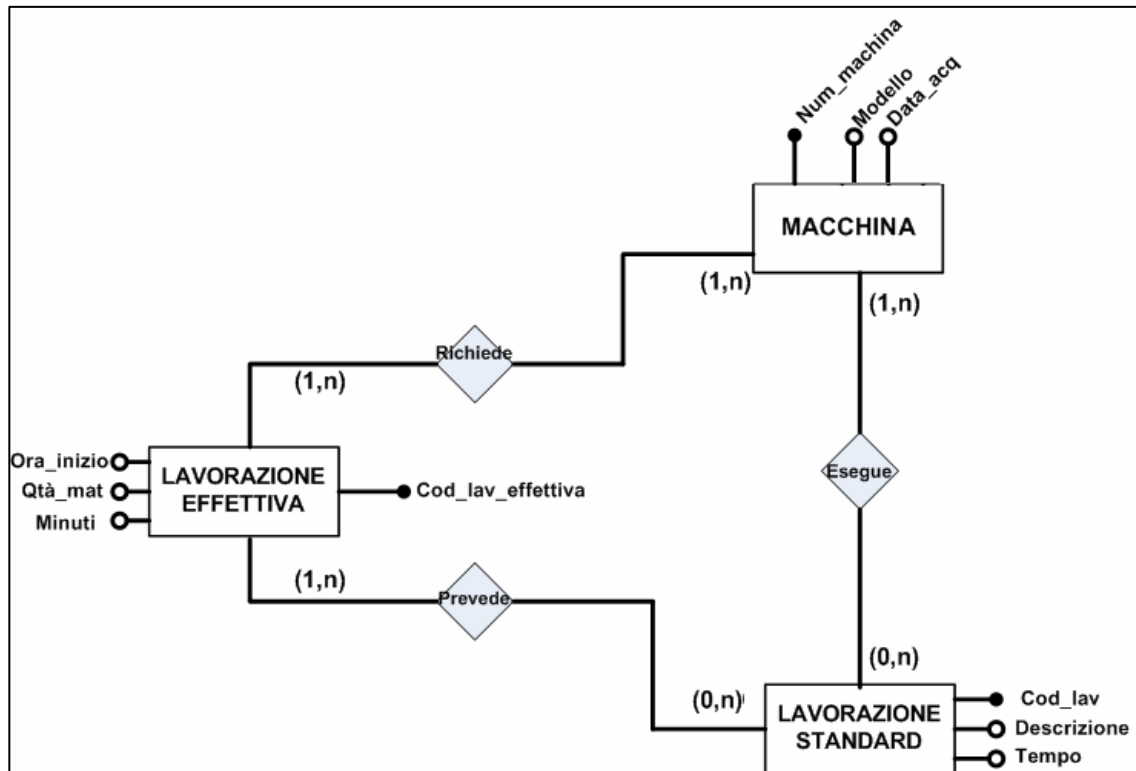 Num_machina
Modello
Data_acq
MACCHINA
(1,n)
(1,n)
Richiede
(1,n)
Ora_inizio
Qtà_mat
Minuti
LAVORAZIONE
EFFETTIVA
Cod_lav_effettiva
Esegue
(1,n)
Prevede
(0,n)
(0,n)
LAVORAZIONE
STANDARD
Cod_lav
Descrizione
Tempo